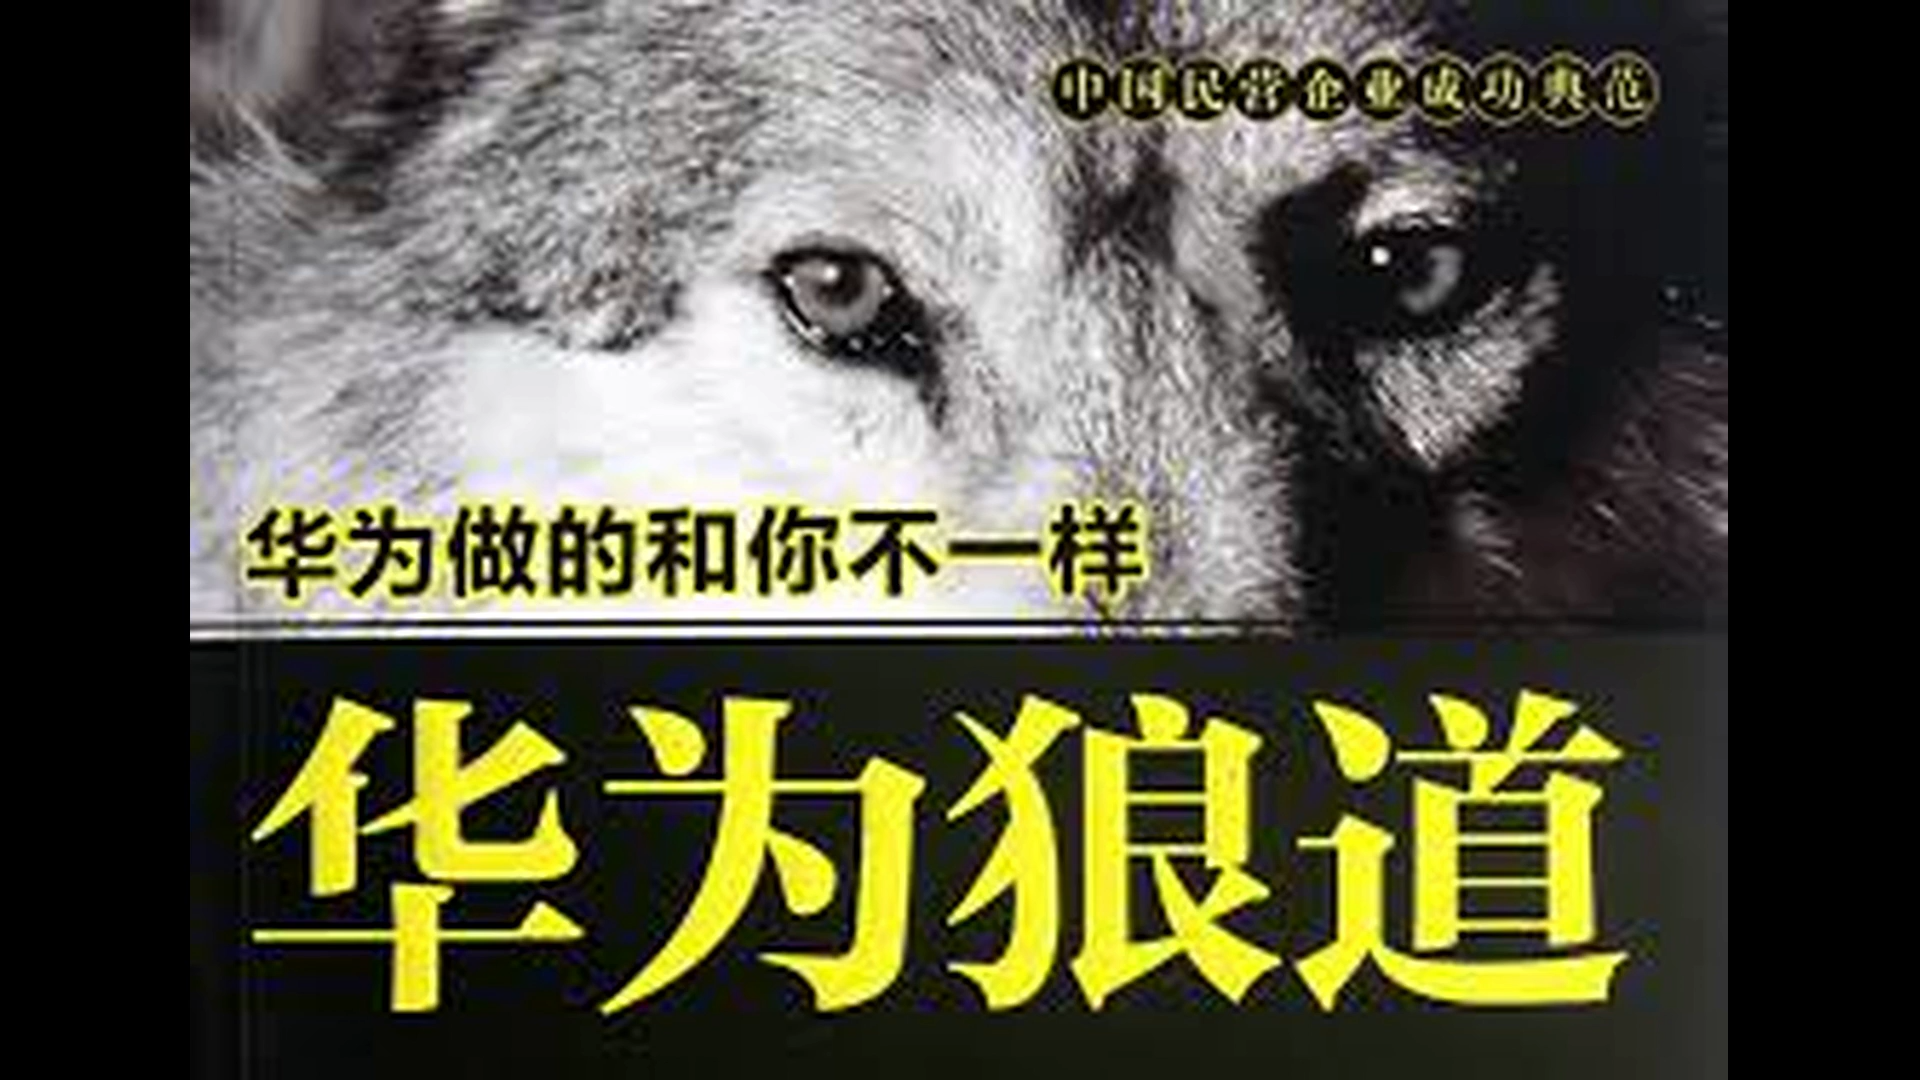 中国民营企业成功典范
华为做的和你不一样
华为狼道